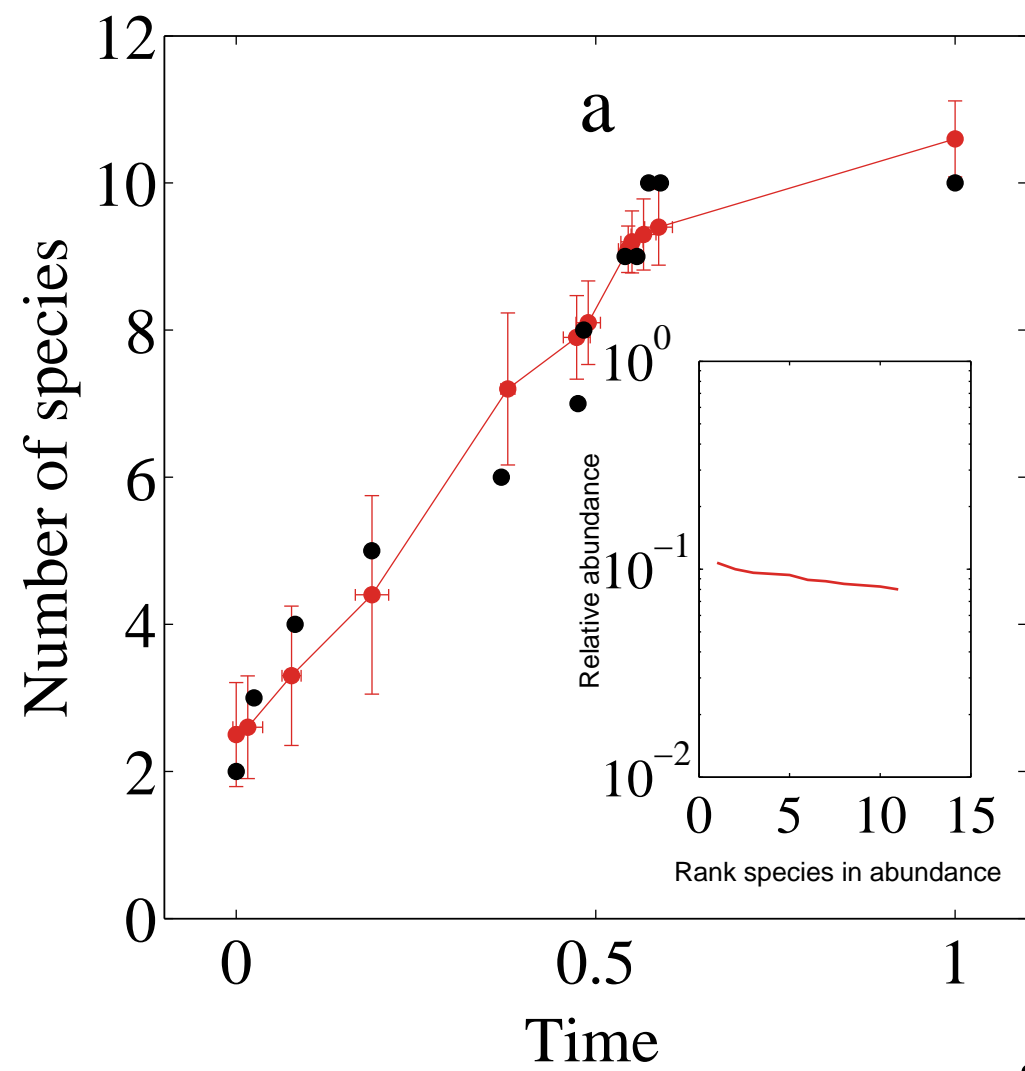 a
Number of species
12
10
8
6
4
2
0
0 0.5 1
Time
Relative abundance
10^0
10^−1
10^−2
0 5 10 15
Rank species in abundance